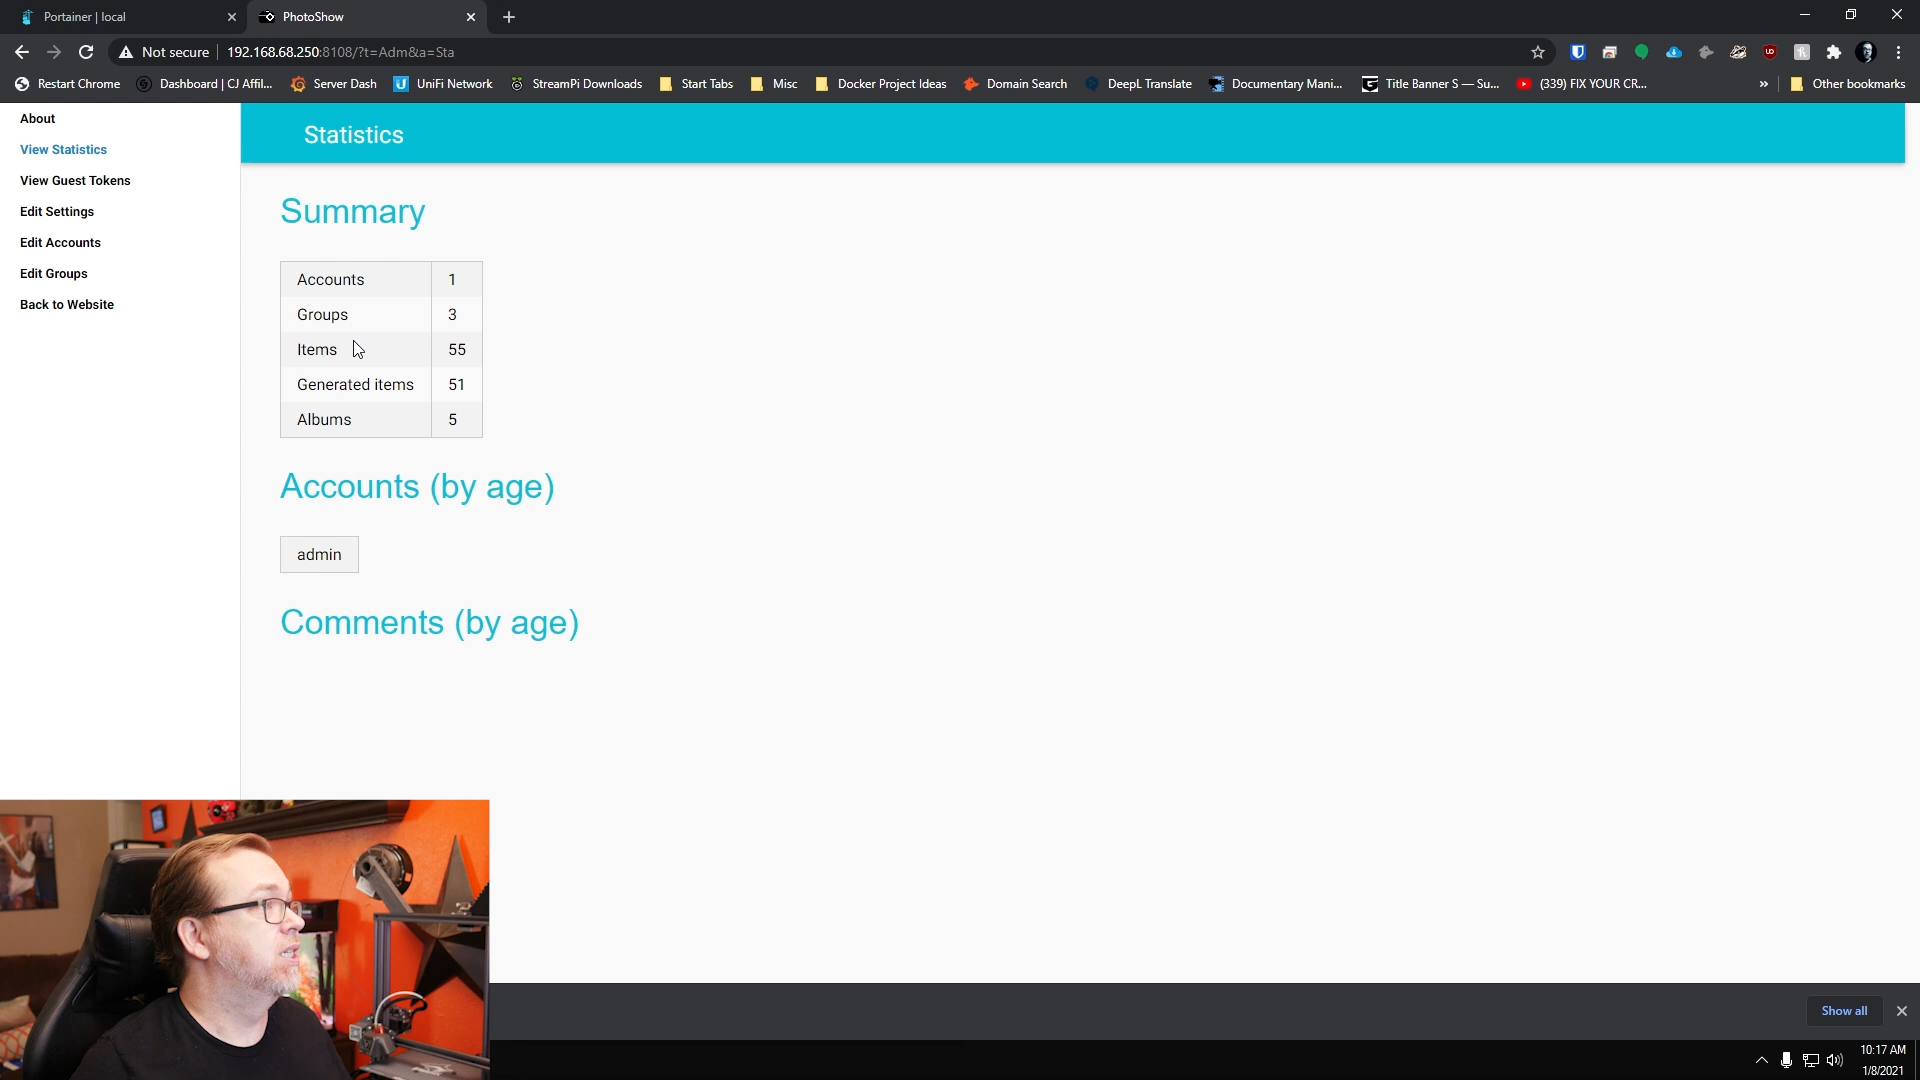 Portainer | local
PhotoShow
Not secure
192.168.68.250:8108/?t=Adm&a=Sta
Restart Chrome
Dashboard | CJ Affil...
Server Dash
UniFi Network
StreamPi Downloads
Start Tabs
Misc
Docker Project Ideas
Domain Search
DeepL Translate
Documentary Mani...
Title Banner S — Su...
(339) FIX YOUR CR...
»
Other bookmarks
About
View Statistics
View Guest Tokens
Edit Settings
Edit Accounts
Edit Groups
Back to Website
Statistics
Summary
Accounts 1
Groups 3
Items 55
Generated items 51
Albums 5
Accounts (by age)
admin
Comments (by age)
Show all
10:17 AM
1/8/2021